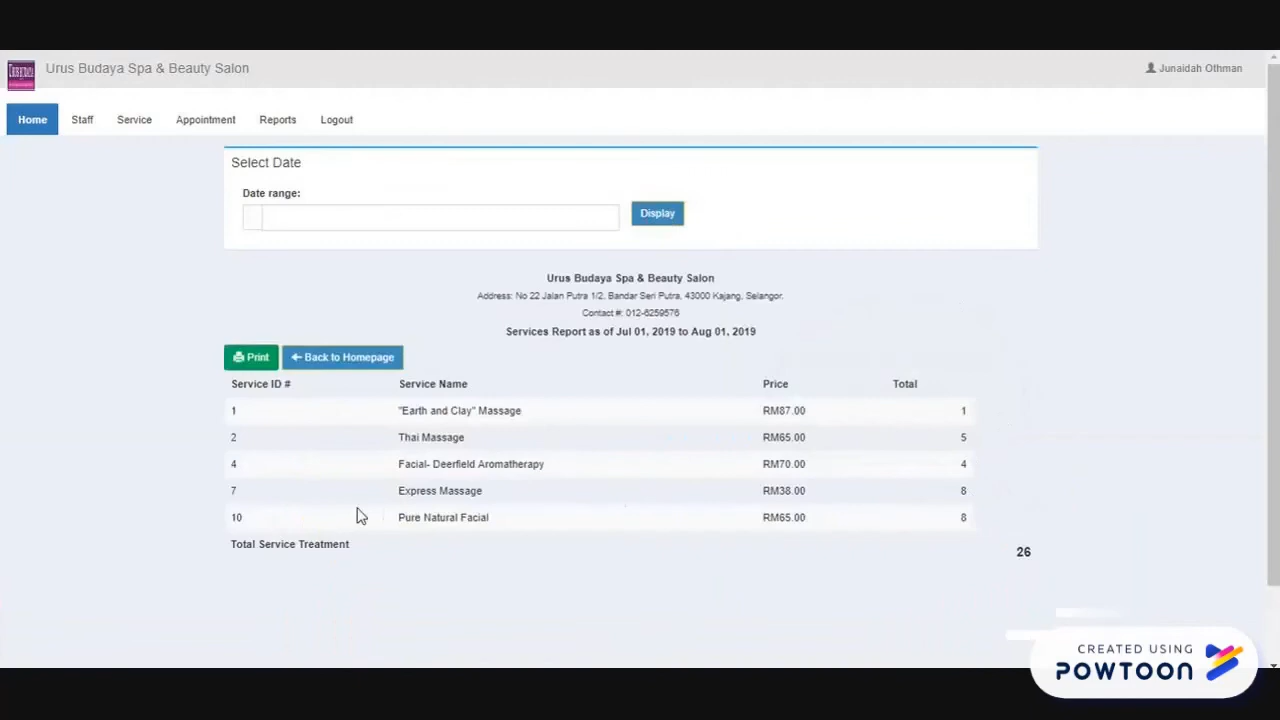 Urus Budaya Spa & Beauty Salon
Junaidah Othman
Home Staff Service Appointment Reports Logout
Select Date
Date range:
Display
Urus Budaya Spa & Beauty Salon
Address: No 22 Jalan Putra 1/2, Bandar Seri Putra, 43000 Kajang, Selangor.
Contact #: 012-6259576
Services Report as of Jul 01, 2019 to Aug 01, 2019
Print Back to Homepage
Service ID # Service Name Price Total
1 "Earth and Clay" Massage RM87.00 1
2 Thai Massage RM65.00 5
4 Facial- Deerfield Aromatherapy RM70.00 4
7 Express Massage RM38.00 8
10 Pure Natural Facial RM65.00 8
Total Service Treatment 26
CREATED USING
POWTOON